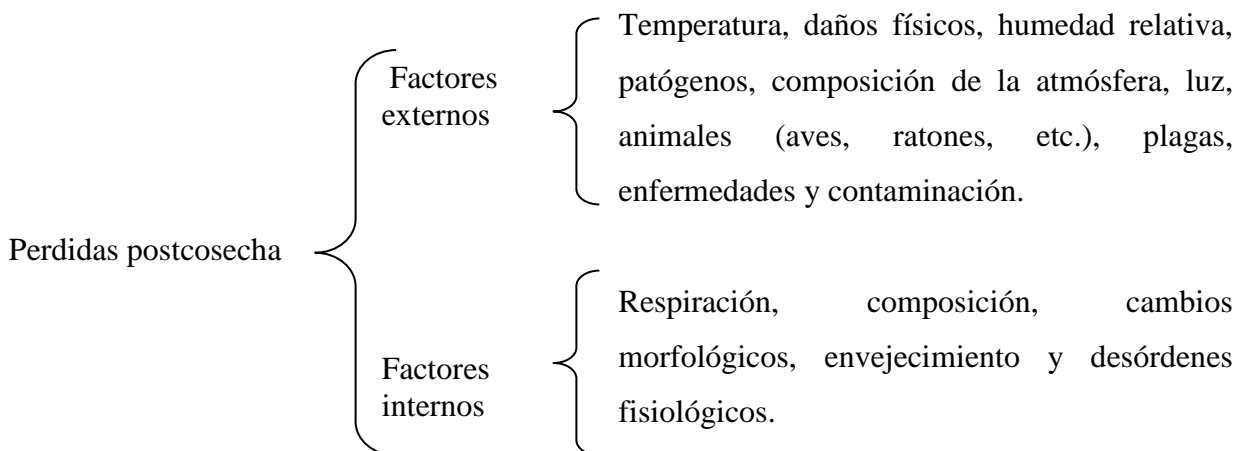 Perdidas postcosecha
Factores
externos
Temperatura, daños físicos, humedad relativa,
patógenos, composición de la atmósfera, luz,
animales (aves, ratones, etc.), plagas,
enfermedades y contaminación.
Factores
internos
Respiración, composición, cambios
morfológicos, envejecimiento y desórdenes
fisiológicos.